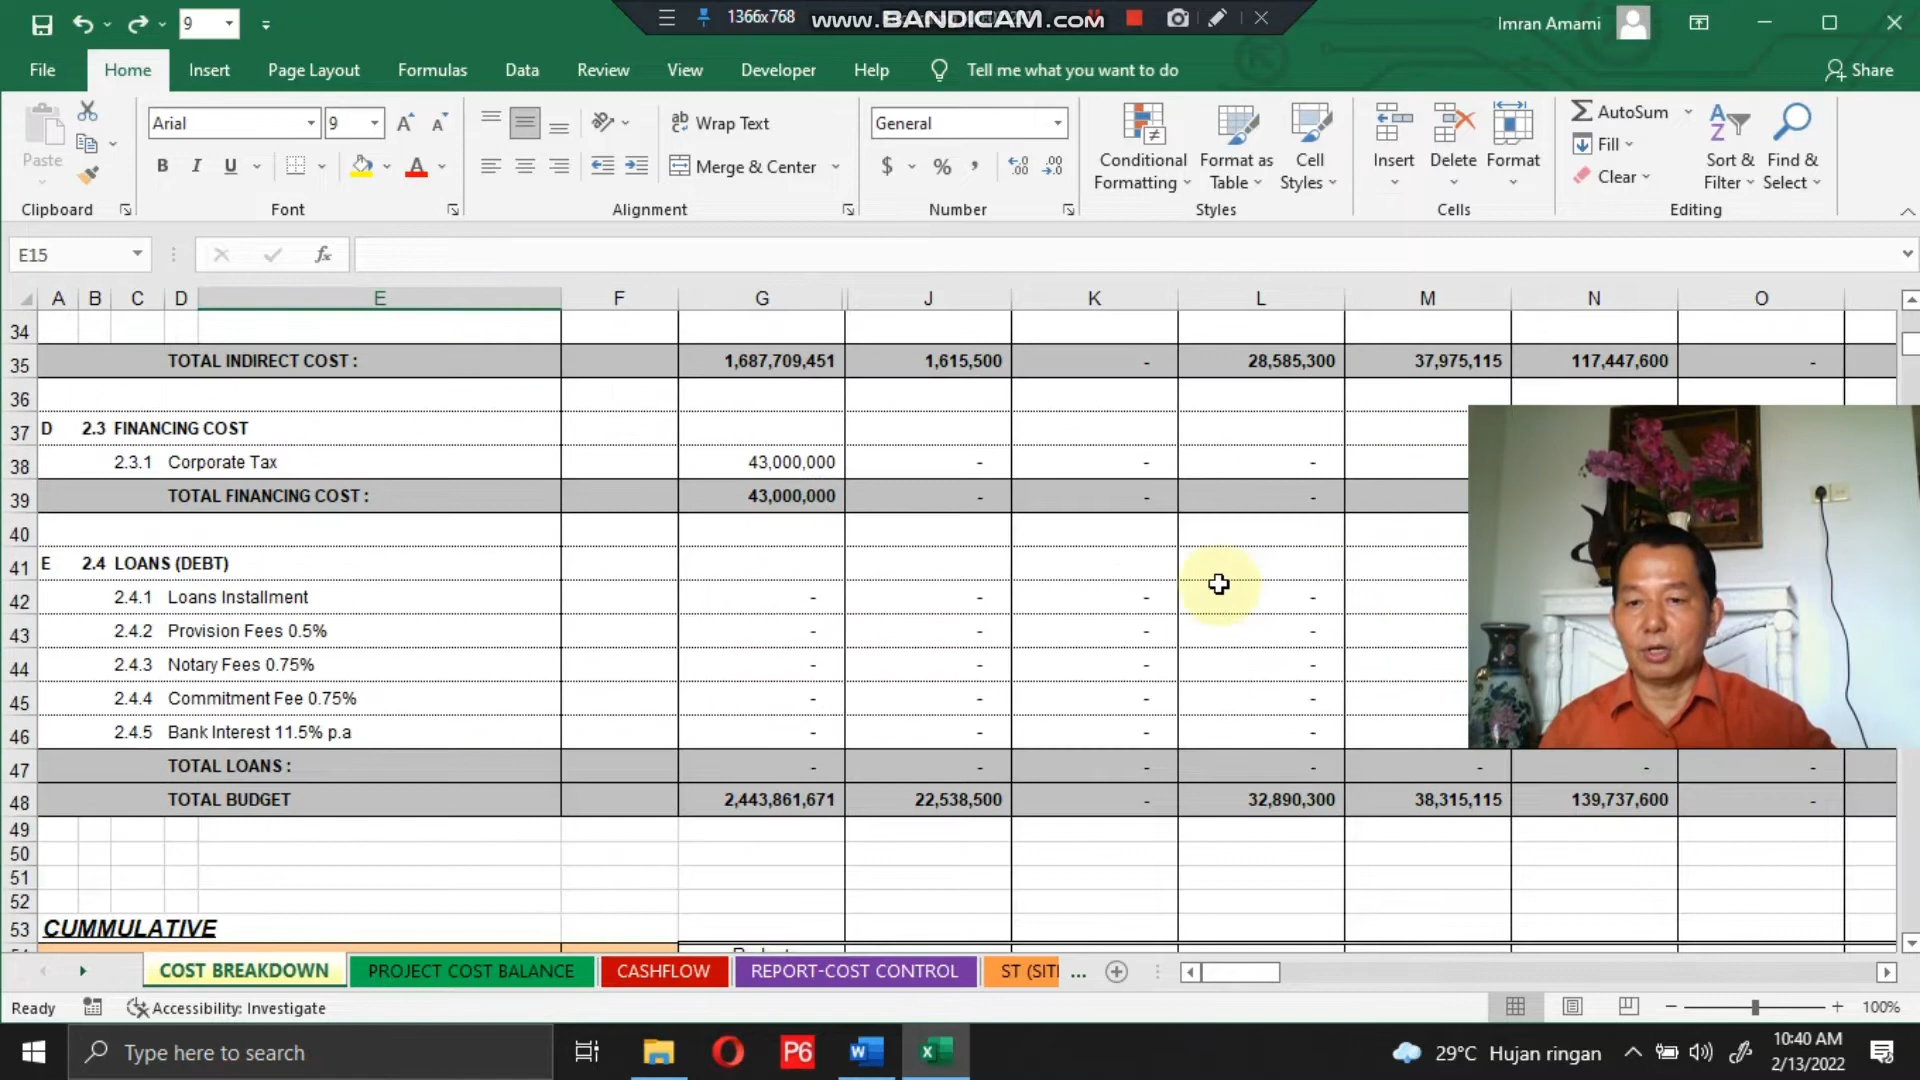 9
1366x768
www.BANDICAM.com
Imran Amami
File
Home
Insert
Page Layout
Formulas
Data
Review
View
Developer
Help
Tell me what you want to do
Share
Paste
Clipboard
Arial
9
B
I
U
Font
Wrap Text
Merge & Center
Alignment
General
$
%
Number
Conditional
Formatting
Format as
Table
Cell
Styles
Styles
Insert
Delete
Format
Cells
AutoSum
Fill
Clear
Sort &
Filter
Find &
Select
Editing
E15
fx
A B C D E F G J K L M N O
34
35 TOTAL INDIRECT COST : 1,687,709,451 1,615,500 - 28,585,300 37,975,115 117,447,600 -
36
37 D 2.3 FINANCING COST
38 2.3.1 Corporate Tax 43,000,000 - - -
39 TOTAL FINANCING COST : 43,000,000 - - -
40
41 E 2.4 LOANS (DEBT)
42 2.4.1 Loans Installment - - - -
43 2.4.2 Provision Fees 0.5% - - - -
44 2.4.3 Notary Fees 0.75% - - - -
45 2.4.4 Commitment Fee 0.75% - - - -
46 2.4.5 Bank Interest 11.5% p.a - - - -
47 TOTAL LOANS : - - - - - - -
48 TOTAL BUDGET 2,443,861,671 22,538,500 - 32,890,300 38,315,115 139,737,600 -
49
50
51
52
53 CUMMULATIVE
COST BREAKDOWN
PROJECT COST BALANCE
CASHFLOW
REPORT-COST CONTROL
ST (SITI
...
Ready
Accessibility: Investigate
100%
Type here to search
P6
29°C Hujan ringan
10:40 AM
2/13/2022